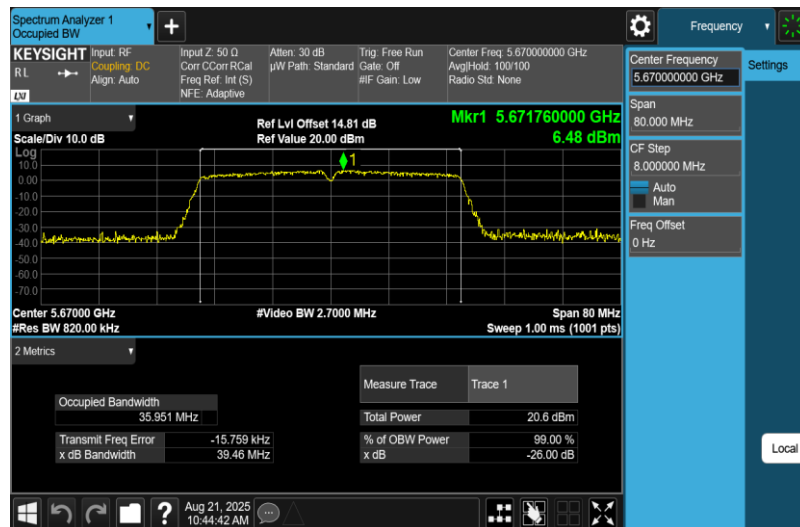 Spectrum Analyzer 1
Occupied BW
Frequency
KEYSIGHT
RL
LXI
Input: RF
Coupling: DC
Align: Auto
Input Z: 50 Ω
Corr CCorr RCal
Freq Ref: Int (S)
NFE: Adaptive
Atten: 30 dB
µW Path: Standard
Trig: Free Run
Gate: Off
#IF Gain: Low
Center Freq: 5.670000000 GHz
Avg|Hold: 100/100
Radio Std: None
Center Frequency
5.670000000 GHz
Settings
Span
80.000 MHz
CF Step
8.000000 MHz
Auto
Man
Freq Offset
0 Hz
Local
1 Graph
Scale/Div 10.0 dB
Ref Lvl Offset 14.81 dB
Ref Value 20.00 dBm
Mkr1 5.671760000 GHz
6.48 dBm
Log
10.0
0.00
-10.0
-20.0
-30.0
-40.0
-50.0
-60.0
-70.0
1
Center 5.67000 GHz
#Res BW 820.00 kHz
#Video BW 2.7000 MHz
Span 80 MHz
Sweep 1.00 ms (1001 pts)
2 Metrics
Occupied Bandwidth
35.951 MHz
Transmit Freq Error -15.759 kHz
x dB Bandwidth 39.46 MHz
Measure Trace Trace 1
Total Power 20.6 dBm
% of OBW Power 99.00 %
x dB -26.00 dB
Aug 21, 2025
10:44:42 AM